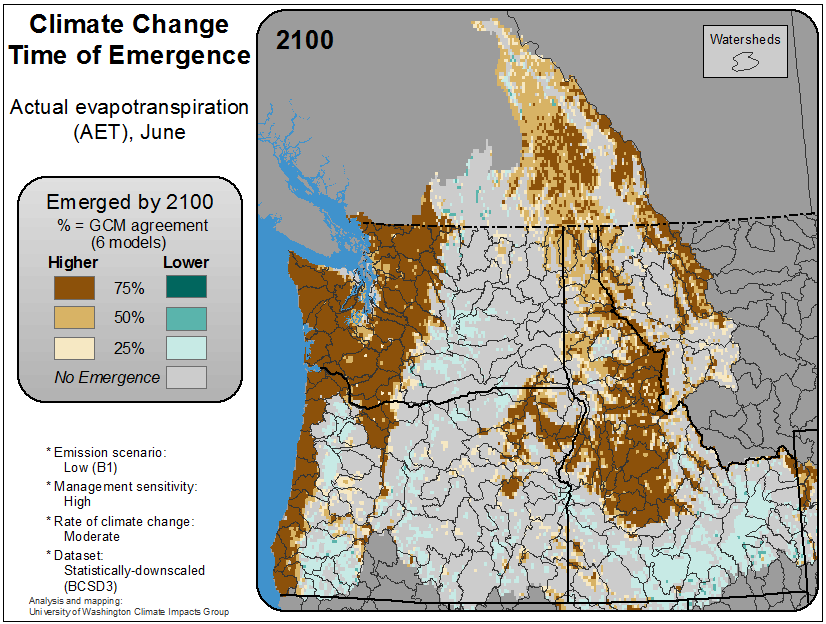 Climate Change
Time of Emergence
Actual evapotranspiration
(AET), June
Emerged by 2100
% = GCM agreement
(6 models)
Higher Lower
75%
50%
25%
No Emergence
* Emission scenario:
Low (B1)
* Management sensitivity:
High
* Rate of climate change:
Moderate
* Dataset:
Statistically-downscaled
(BCSD3)
Analysis and mapping:
University of Washington Climate Impacts Group
2100
Watersheds